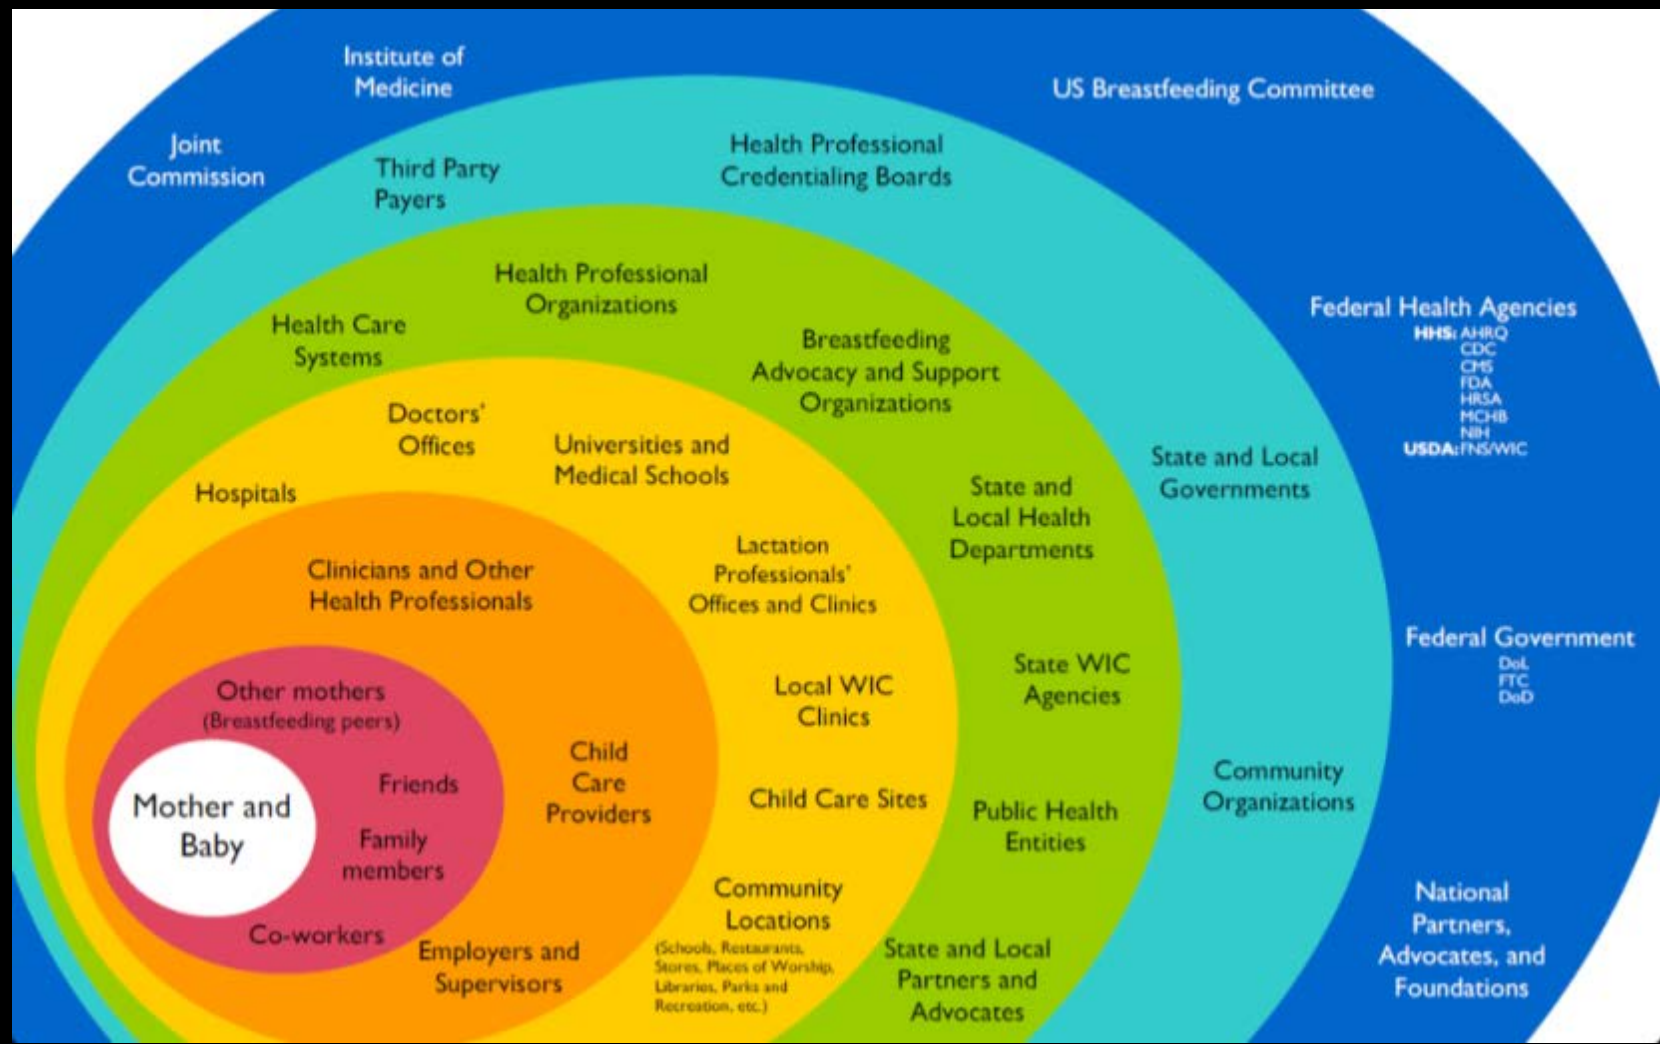 Institute of
Medicine
US Breastfeeding Committee
Joint
Commission
Third Party
Payers
Health Professional
Credentialing Boards
Health Professional
Organizations
Health Care
Systems
Breastfeeding
Advocacy and Support
Organizations
Federal Health Agencies
HHS: AHRQ
CDC
CMS
FDA
HRSA
MCHB
NIH
USDA: FNS/WIC
Doctors'
Offices
Universities and
Medical Schools
State and Local
Governments
Hospitals
State and
Local Health
Departments
Lactation
Professionals'
Offices and Clinics
Clinicians and Other
Health Professionals
Federal Government
DoL
FTC
DoD
State WIC
Agencies
Local WIC
Clinics
Other mothers
(Breastfeeding peers)
Child
Care
Providers
Friends
Mother and
Baby
Family
members
Child Care Sites
Public Health
Entities
Community
Organizations
Community
Locations
(Schools, Restaurants,
Stores, Places of Worship,
Libraries, Parks and
Recreation, etc.)
National
Partners,
Advocates, and
Foundations
Co-workers
Employers and
Supervisors
State and Local
Partners and
Advocates